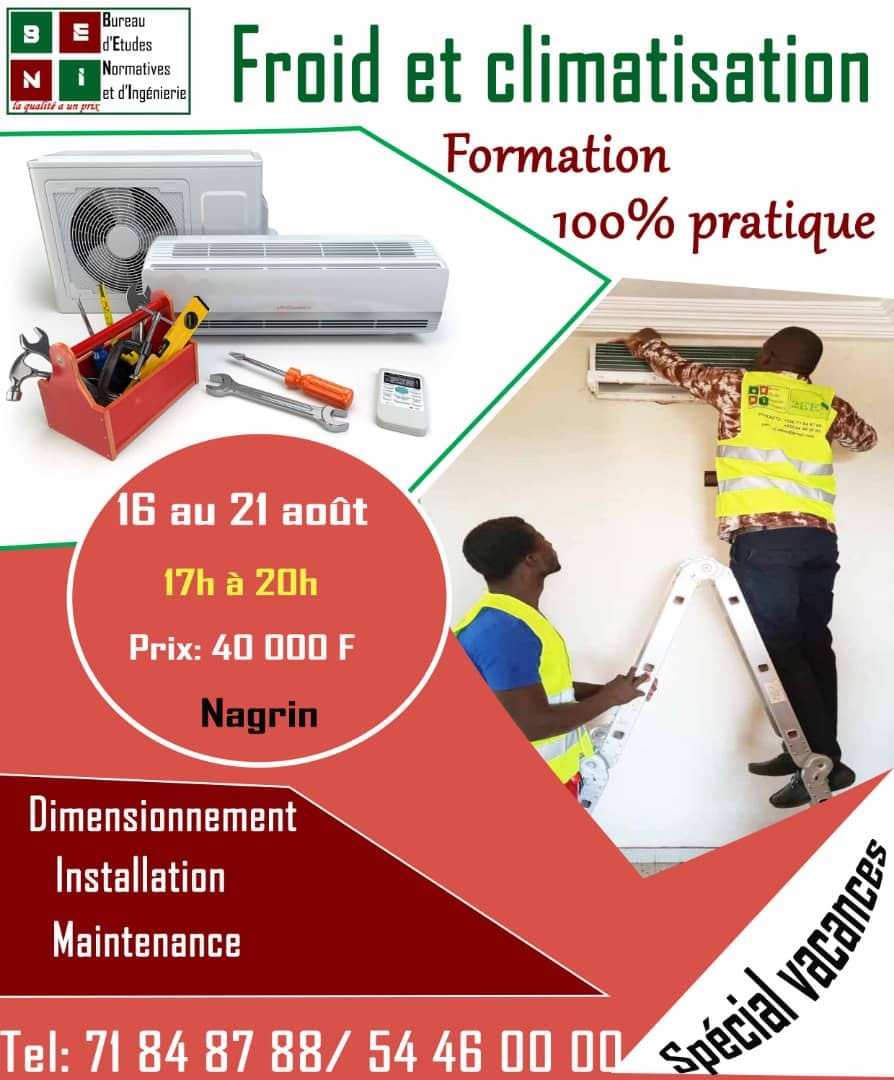 B E
N I
Bureau
d'Etudes
Normatives
et d'Ingénierie
la qualité a un prix
Froid et climatisation
Formation
100% pratique
16 au 21 août
17h à 20h
Prix: 40 000 F
Nagrin
Dimensionnement
Installation
Maintenance
Spécial vacances
Tel: 71 84 87 88/ 54 46 00 00